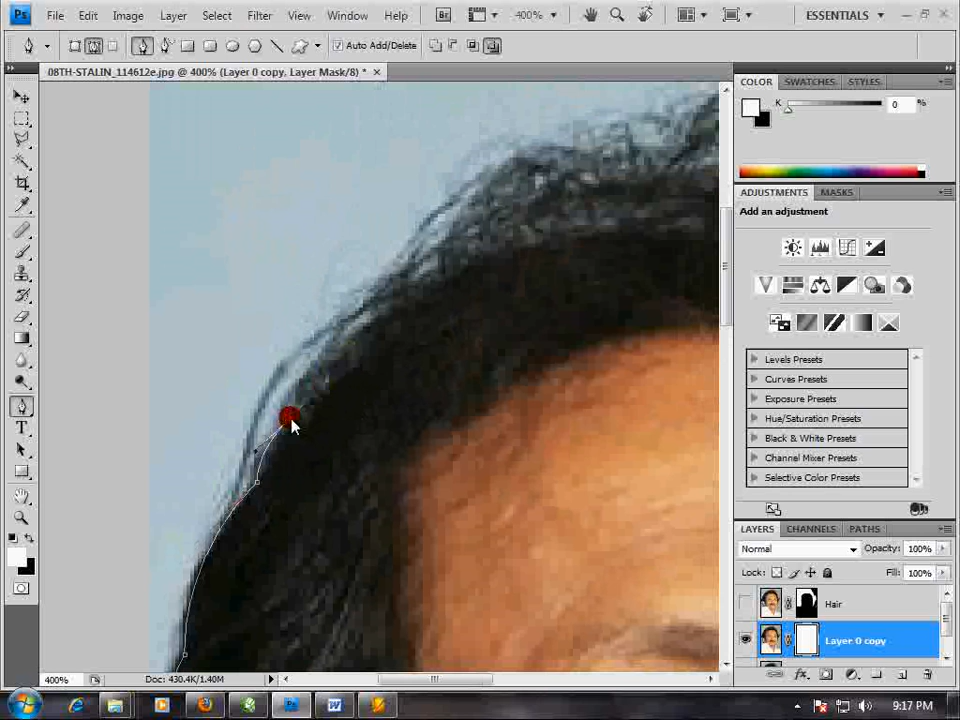 Ps File Edit Image Layer Select Filter View Window Help Br 400% ESSENTIALS
Auto Add/Delete
08TH-STALIN_114612e.jpg @ 400% (Layer 0 copy, Layer Mask/8) *
COLOR SWATCHES STYLES
K 0 %
ADJUSTMENTS MASKS
Add an adjustment
Levels Presets
Curves Presets
Exposure Presets
Hue/Saturation Presets
Black & White Presets
Channel Mixer Presets
Selective Color Presets
LAYERS CHANNELS PATHS
Normal Opacity: 100%
Lock: Fill: 100%
Hair
Layer 0 copy
400% Doc: 430.4K/1.40M
9:17 PM